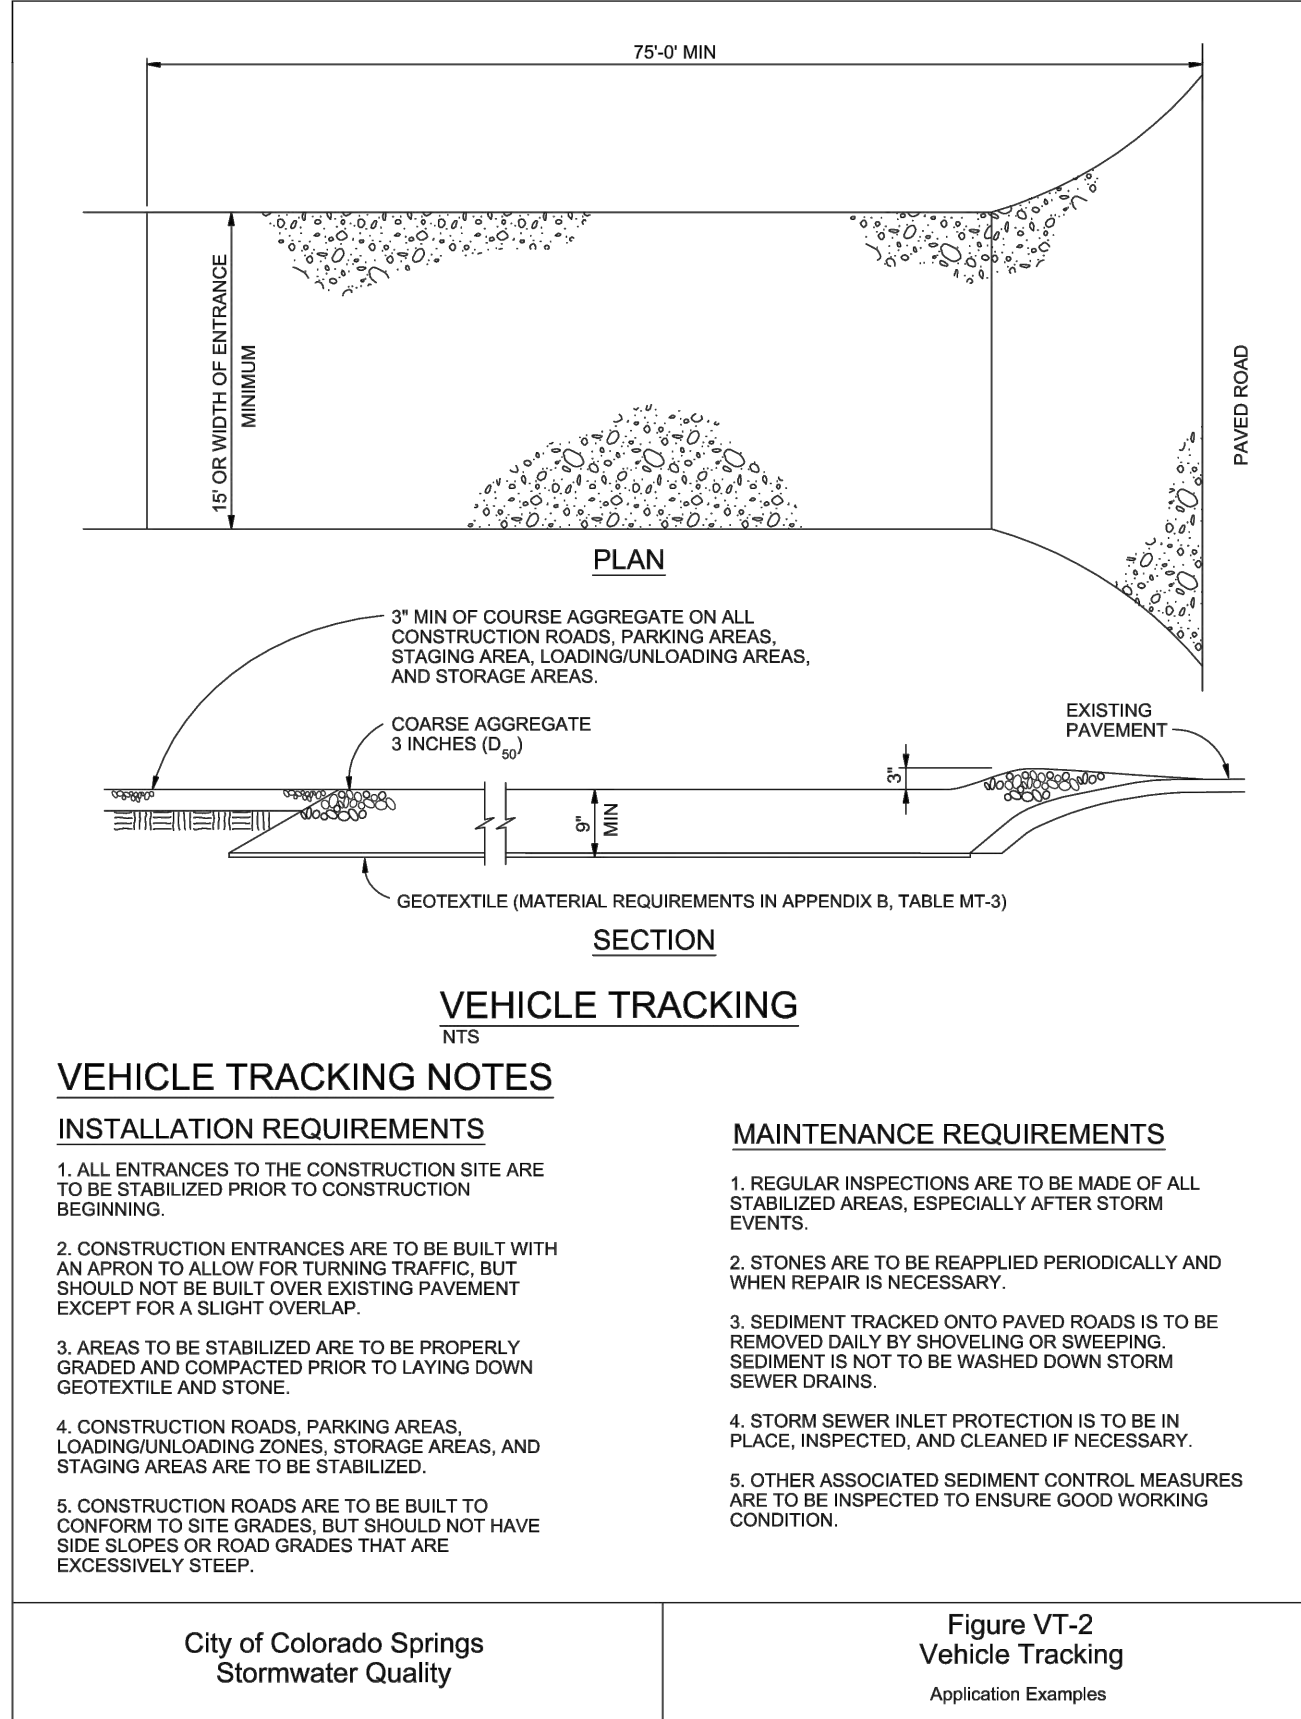 75'-0' MIN
15' OR WIDTH OF ENTRANCE
MINIMUM
PAVED ROAD
PLAN
3" MIN OF COURSE AGGREGATE ON ALL
CONSTRUCTION ROADS, PARKING AREAS,
STAGING AREA, LOADING/UNLOADING AREAS,
AND STORAGE AREAS.
COARSE AGGREGATE
3 INCHES (D50)
EXISTING
PAVEMENT
3"
9"
MIN
GEOTEXTILE (MATERIAL REQUIREMENTS IN APPENDIX B, TABLE MT-3)
SECTION
VEHICLE TRACKING
NTS
VEHICLE TRACKING NOTES
INSTALLATION REQUIREMENTS
1. ALL ENTRANCES TO THE CONSTRUCTION SITE ARE
TO BE STABILIZED PRIOR TO CONSTRUCTION
BEGINNING.
2. CONSTRUCTION ENTRANCES ARE TO BE BUILT WITH
AN APRON TO ALLOW FOR TURNING TRAFFIC, BUT
SHOULD NOT BE BUILT OVER EXISTING PAVEMENT
EXCEPT FOR A SLIGHT OVERLAP.
3. AREAS TO BE STABILIZED ARE TO BE PROPERLY
GRADED AND COMPACTED PRIOR TO LAYING DOWN
GEOTEXTILE AND STONE.
4. CONSTRUCTION ROADS, PARKING AREAS,
LOADING/UNLOADING ZONES, STORAGE AREAS, AND
STAGING AREAS ARE TO BE STABILIZED.
5. CONSTRUCTION ROADS ARE TO BE BUILT TO
CONFORM TO SITE GRADES, BUT SHOULD NOT HAVE
SIDE SLOPES OR ROAD GRADES THAT ARE
EXCESSIVELY STEEP.
MAINTENANCE REQUIREMENTS
1. REGULAR INSPECTIONS ARE TO BE MADE OF ALL
STABILIZED AREAS, ESPECIALLY AFTER STORM
EVENTS.
2. STONES ARE TO BE REAPPLIED PERIODICALLY AND
WHEN REPAIR IS NECESSARY.
3. SEDIMENT TRACKED ONTO PAVED ROADS IS TO BE
REMOVED DAILY BY SHOVELING OR SWEEPING.
SEDIMENT IS NOT TO BE WASHED DOWN STORM
SEWER DRAINS.
4. STORM SEWER INLET PROTECTION IS TO BE IN
PLACE, INSPECTED, AND CLEANED IF NECESSARY.
5. OTHER ASSOCIATED SEDIMENT CONTROL MEASURES
ARE TO BE INSPECTED TO ENSURE GOOD WORKING
CONDITION.
City of Colorado Springs
Stormwater Quality
Figure VT-2
Vehicle Tracking
Application Examples